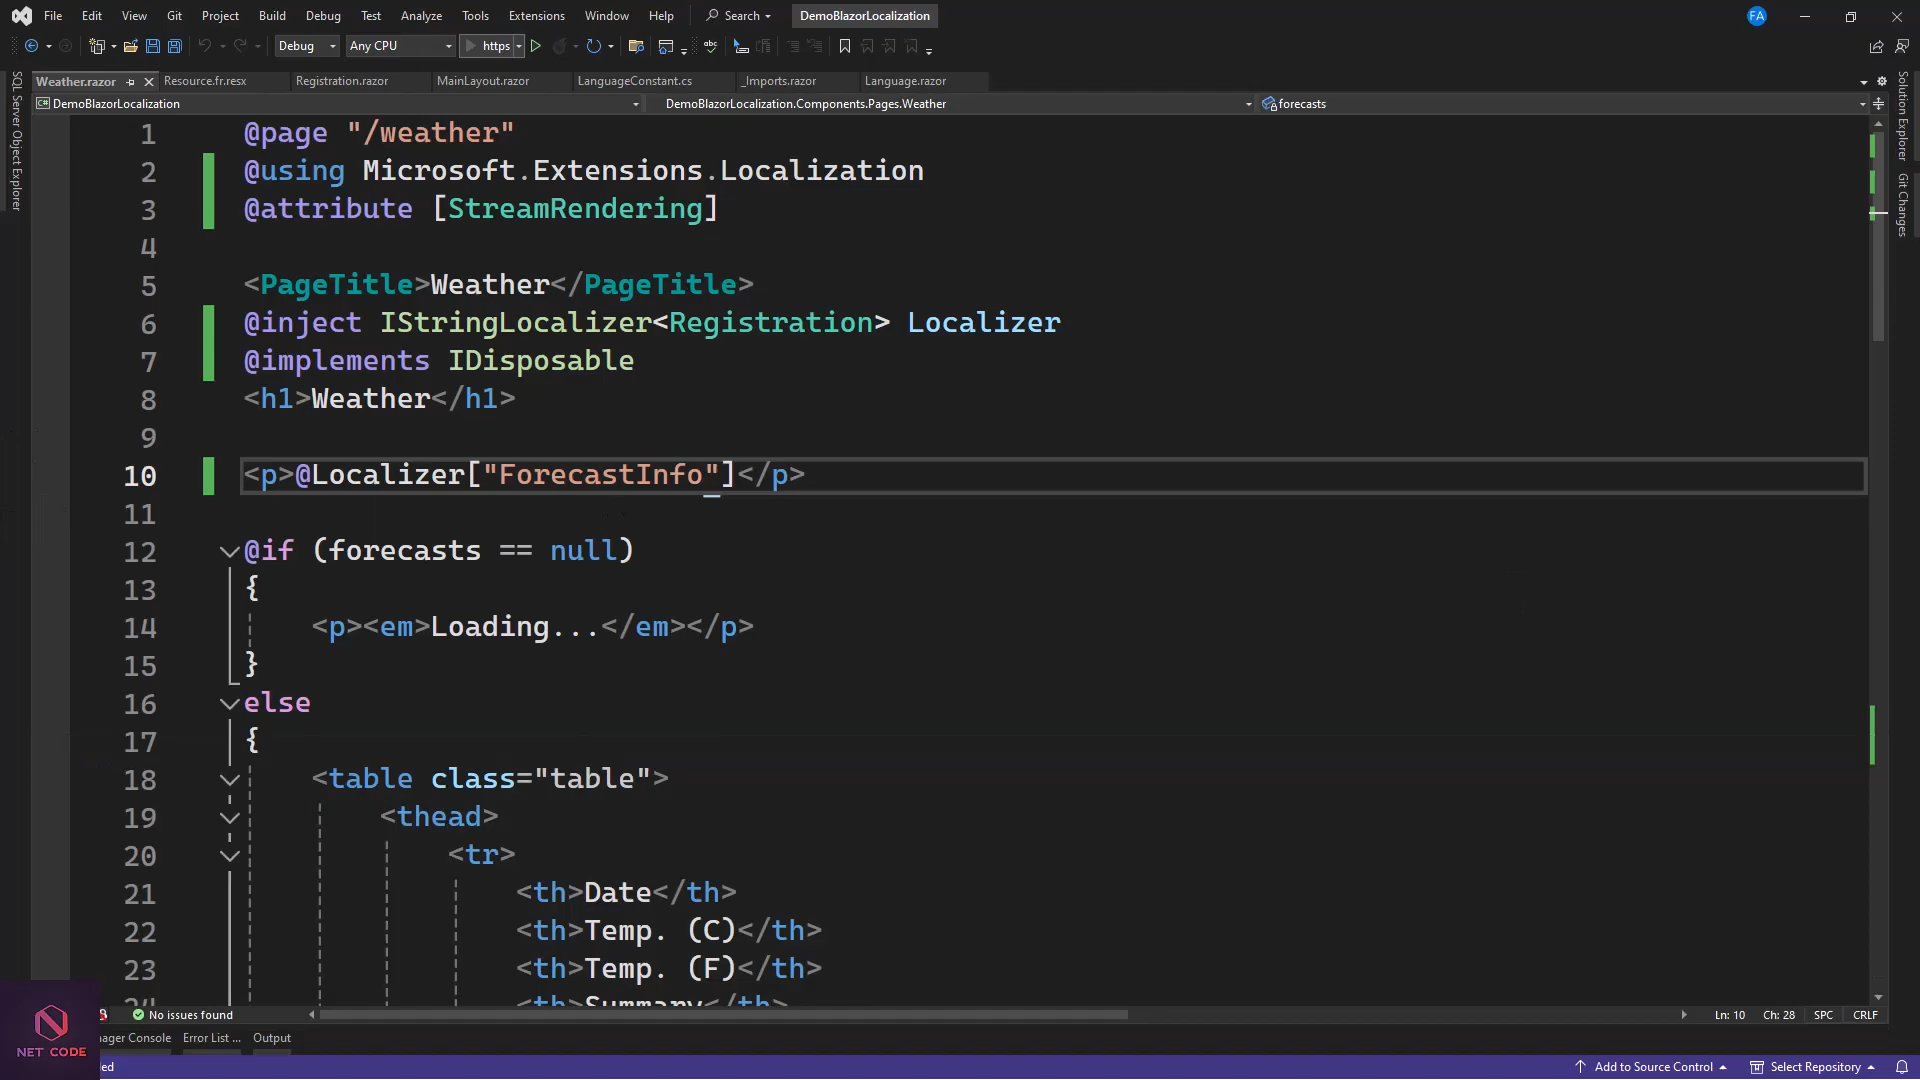 File Edit View Git Project Build Debug Test Analyze Tools Extensions Window Help Search DemoBlazorLocalization FA
Debug Any CPU https
Weather.razor Resource.fr.resx Registration.razor MainLayout.razor LanguageConstant.cs _Imports.razor Language.razor
DemoBlazorLocalization DemoBlazorLocalization.Components.Pages.Weather forecasts
SQL Server Object Explorer
Solution Explorer
Git Changes
1 @page "/weather"
2 @using Microsoft.Extensions.Localization
3 @attribute [StreamRendering]
4
5 <PageTitle>Weather</PageTitle>
6 @inject IStringLocalizer<Registration> Localizer
7 @implements IDisposable
8 <h1>Weather</h1>
9
10 <p>@Localizer["ForecastInfo"]</p>
11
12 @if (forecasts == null)
13 {
14 <p><em>Loading...</em></p>
15 }
16 else
17 {
18 <table class="table">
19 <thead>
20 <tr>
21 <th>Date</th>
22 <th>Temp. (C)</th>
23 <th>Temp. (F)</th>
24 <th>Summary</th>
No issues found Ln: 10 Ch: 28 SPC CRLF
ager Console Error List ... Output
NET CODE
ed Add to Source Control Select Repository